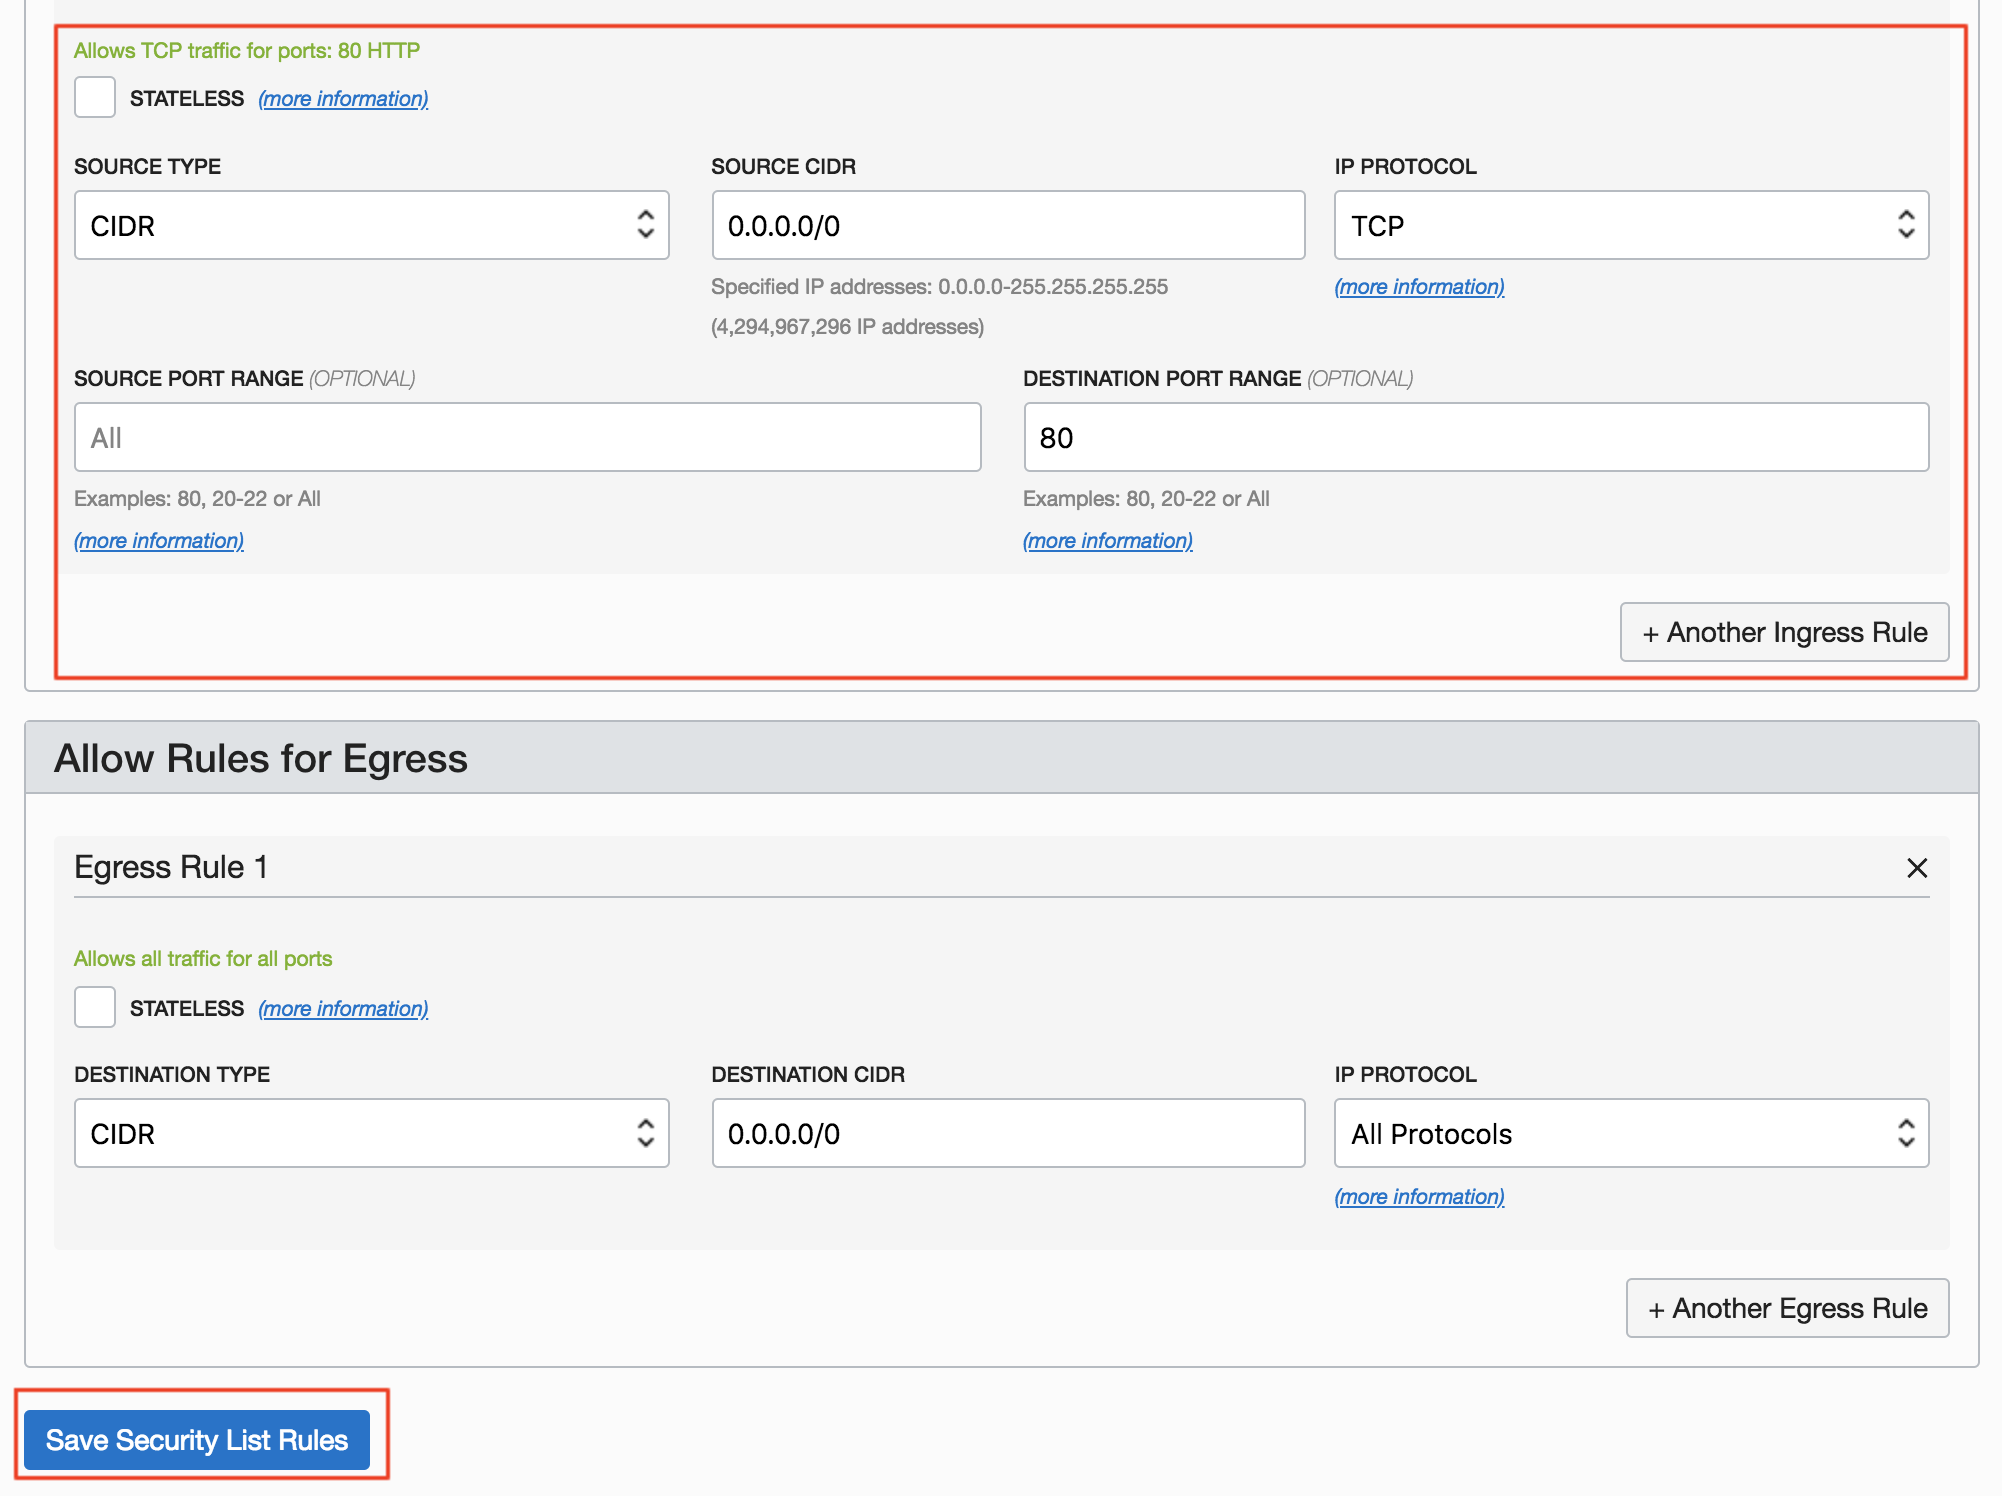 Allows TCP traffic for ports: 80 HTTP
STATELESS (more information)
SOURCE TYPE SOURCE CIDR IP PROTOCOL
CIDR 0.0.0.0/0 TCP
Specified IP addresses: 0.0.0.0-255.255.255.255 (more information)
(4,294,967,296 IP addresses)
SOURCE PORT RANGE (OPTIONAL) DESTINATION PORT RANGE (OPTIONAL)
All 80
Examples: 80, 20-22 or All Examples: 80, 20-22 or All
(more information) (more information)
+ Another Ingress Rule
Allow Rules for Egress
Egress Rule 1
Allows all traffic for all ports
STATELESS (more information)
DESTINATION TYPE DESTINATION CIDR IP PROTOCOL
CIDR 0.0.0.0/0 All Protocols
(more information)
+ Another Egress Rule
Save Security List Rules